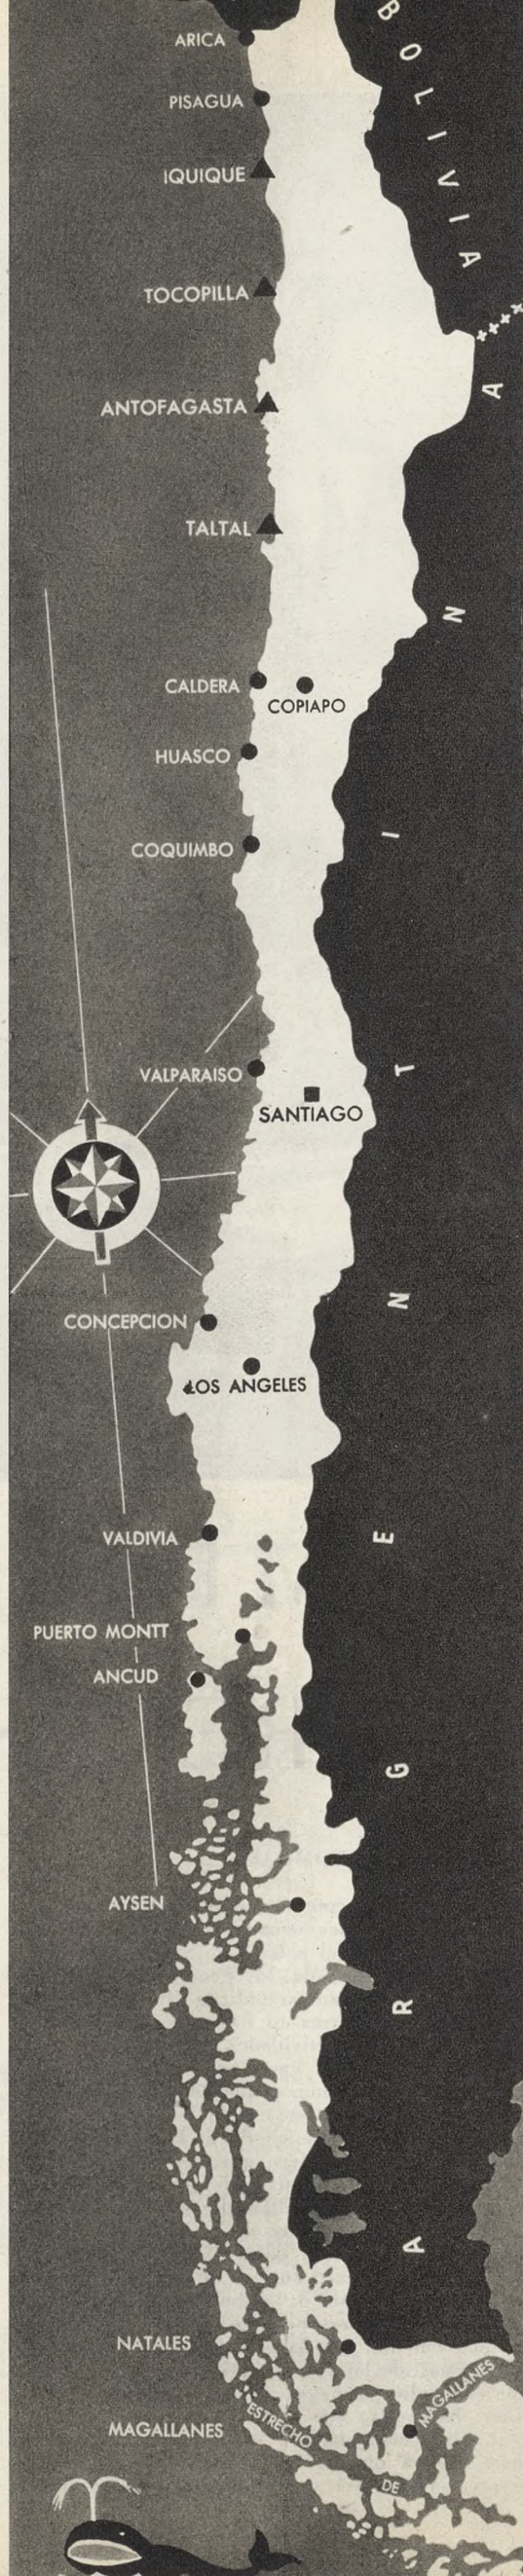 BOLIVIA
ARICA
PISAGUA
IQUIQUE
TOCOPILLA
ANTOFAGASTA
TALTAL
CALDERA
COPIAPO
HUASCO
COQUIMBO
VALPARAISO
SANTIAGO
CONCEPCION
LOS ANGELES
VALDIVIA
PUERTO MONTT
ANCUD
AYSEN
ARGENTINA
NATALES
MAGALLANES
ESTRECHO DE MAGALLANES